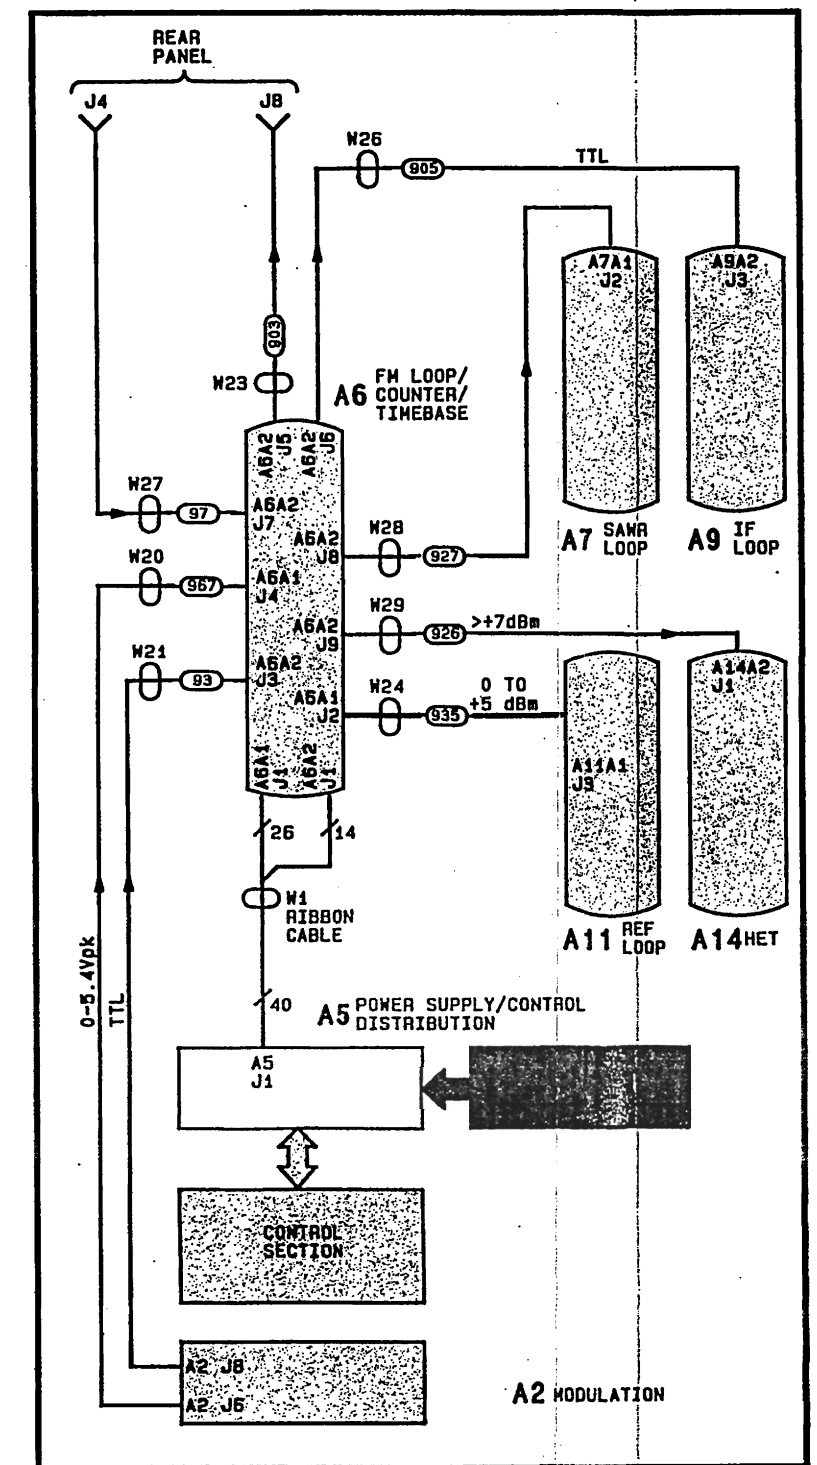 REAR
PANEL
J4
J8
W26
905
TTL
A7A1
J2
A9A2
J3
903
W23
A6 FM LOOP/
COUNTER/
TIMEBASE
A6A2
J5
A6A2
J6
W27
97
A6A2
J7
A7 SAWR
LOOP
A9 IF
LOOP
W28
927
A6A2
J8
W20
967
A6A1
J4
W29
926
>+7dBm
A6A2
J9
W21
93
A6A2
J3
A14A2
J1
W24
935
0 TO
+5 dBm
A6A1
J2
A11A1
J3
A6A1
J1
A6A2
J1
26
14
W1
RIBBON
CABLE
A11 REF
LOOP
A14 HET
0-5.4Vpk
TTL
40
A5 POWER SUPPLY/CONTROL
DISTRIBUTION
A5
J1
CONTROL
SECTION
A2 J8
A2 J6
A2 MODULATION